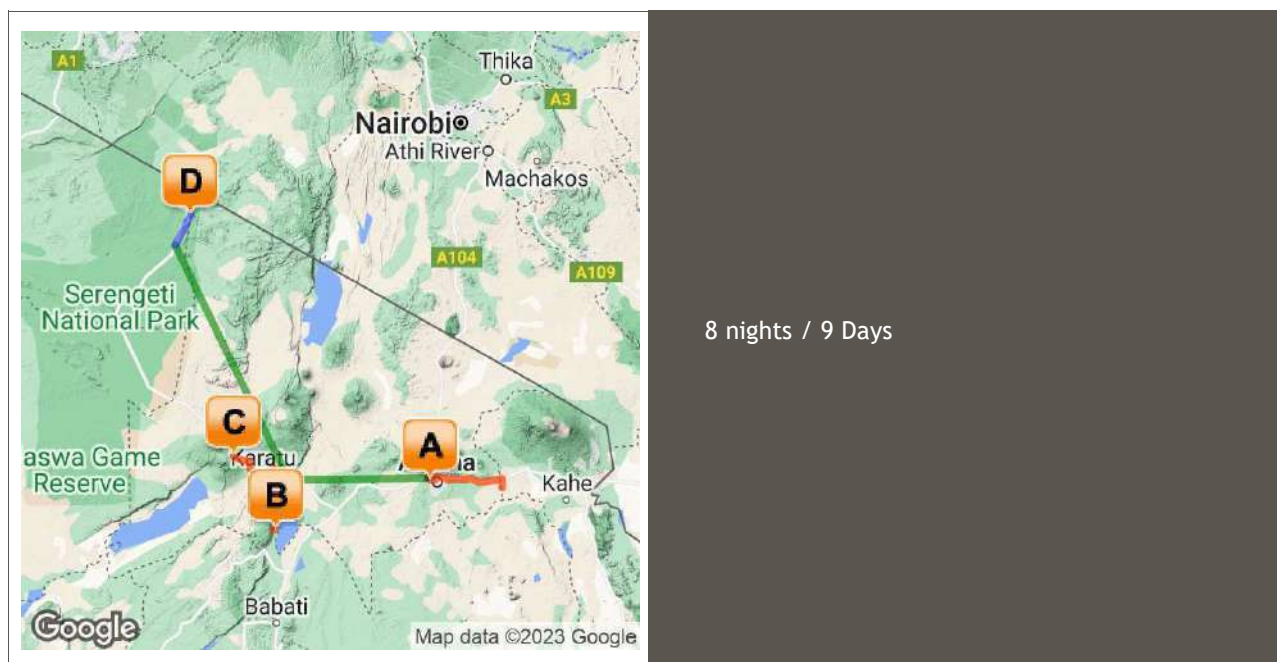 A1
Thika
A3
Nairobi
Athi River
Machakos
D
A104
A109
Serengeti
National Park
C
A
aswa Game
Reserve
Karatu
B
Kahe
Babati
Google
Map data ©2023 Google
8 nights / 9 Days